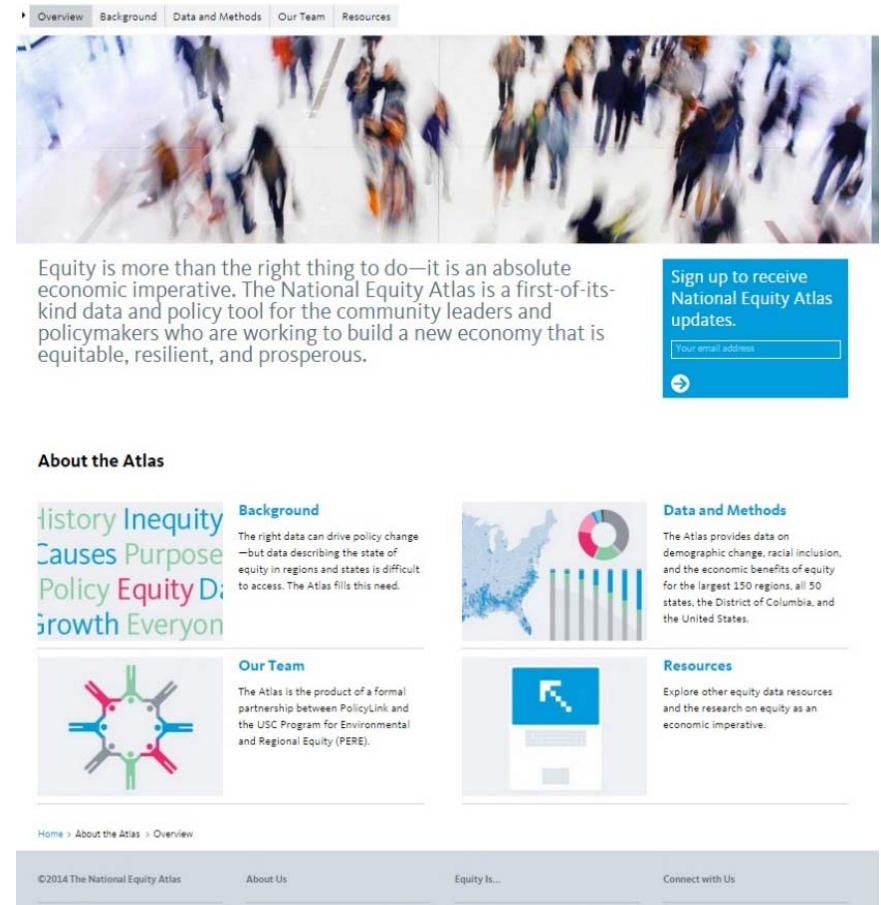 Overview Background Data and Methods Our Team Resources
Equity is more than the right thing to do—it is an absolute
economic imperative. The National Equity Atlas is a first-of-its-
kind data and policy tool for the community leaders and
policymakers who are working to build a new economy that is
equitable, resilient, and prosperous.
Sign up to receive
National Equity Atlas
updates.
Your email address
About the Atlas
History Inequity
Causes Purpose
Policy Equity Da
Growth Everyon
Background
The right data can drive policy change
—but data describing the state of
equity in regions and states is difficult
to access. The Atlas fills this need.
Data and Methods
The Atlas provides data on
demographic change, racial inclusion,
and the economic benefits of equity
for the largest 150 regions, all 50
states, the District of Columbia, and
the United States.
Our Team
The Atlas is the product of a formal
partnership between PolicyLink and
the USC Program for Environmental
and Regional Equity (PERE).
Resources
Explore other equity data resources
and the research on equity as an
economic imperative.
Home > About the Atlas > Overview
©2014 The National Equity Atlas About Us Equity Is... Connect with Us